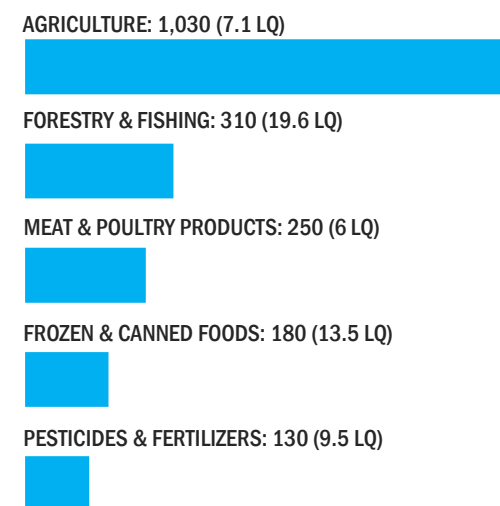 AGRICULTURE: 1,030 (7.1 LQ)
FORESTRY & FISHING: 310 (19.6 LQ)
MEAT & POULTRY PRODUCTS: 250 (6 LQ)
FROZEN & CANNED FOODS: 180 (13.5 LQ)
PESTICIDES & FERTILIZERS: 130 (9.5 LQ)